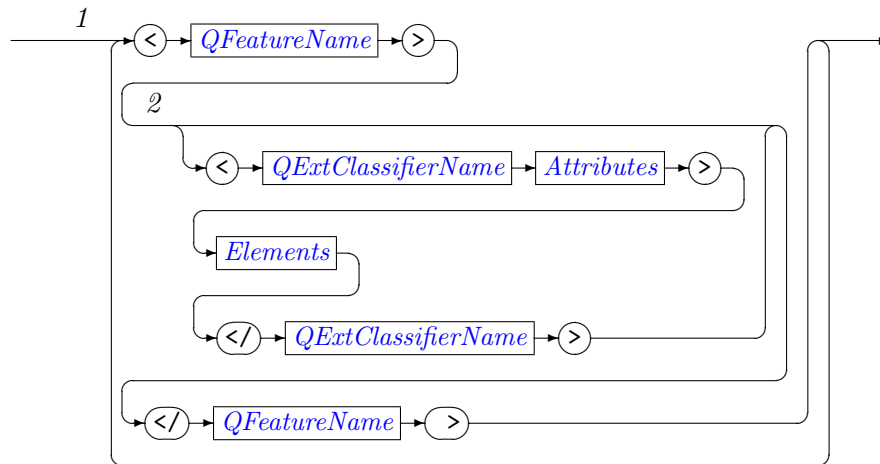 1
< QFeatureName >
2
< QExtClassifierName Attributes >
Elements
</ QExtClassifierName >
</ QFeatureName >